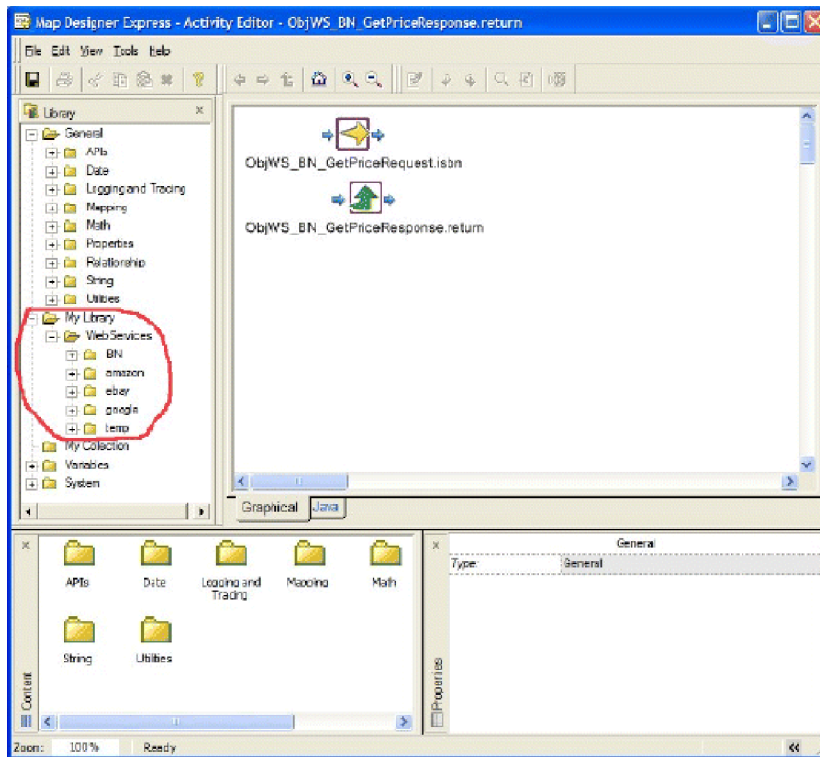 Map Designer Express - Activity Editor - ObjWS_BN_GetPriceResponse.return
File Edit View Tools Help
Library
General
APIs
Date
Logging and Tracing
Mapping
Math
Properties
Relationship
String
Utilities
My Library
WebServices
BN
amazon
ebay
google
temp
My Collection
Variables
System
ObjWS_BN_GetPriceRequest.isbn
ObjWS_BN_GetPriceResponse.return
Graphical
Java
APIs
Date
Logging and
Tracing
Mapping
Math
String
Utilities
Content
General
Type:
General
Properties
Zoom:
100%
Ready